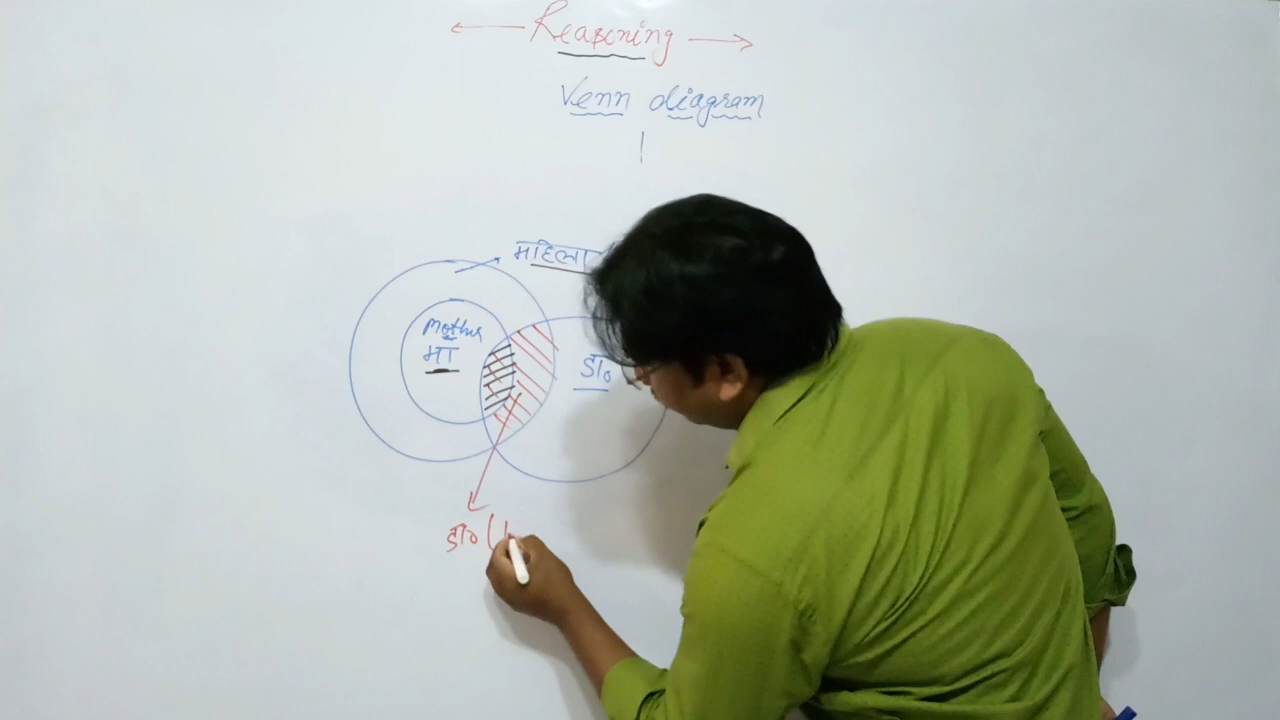 Reasoning
Venn diagram
महिला
Mother
मा
डा०
डा० (